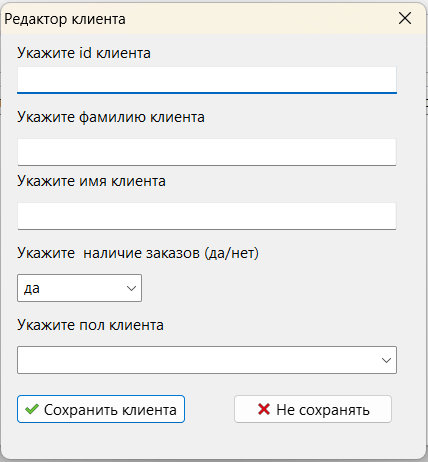 Редактор клиента
Укажите id клиента
Укажите фамилию клиента
Укажите имя клиента
Укажите  наличие заказов (да/нет)
да
Укажите пол клиента
Сохранить клиента
Не сохранять